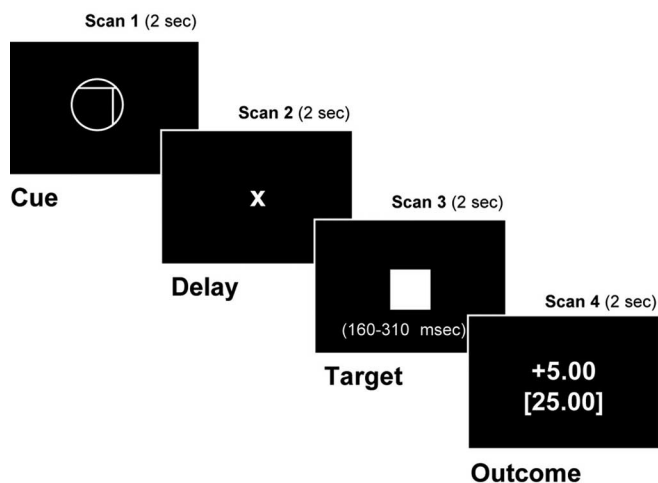 Scan 1 (2 sec)
Cue
Scan 2 (2 sec)
x
Delay
Scan 3 (2 sec)
(160-310 msec)
Target
Scan 4 (2 sec)
+5.00
[25.00]
Outcome